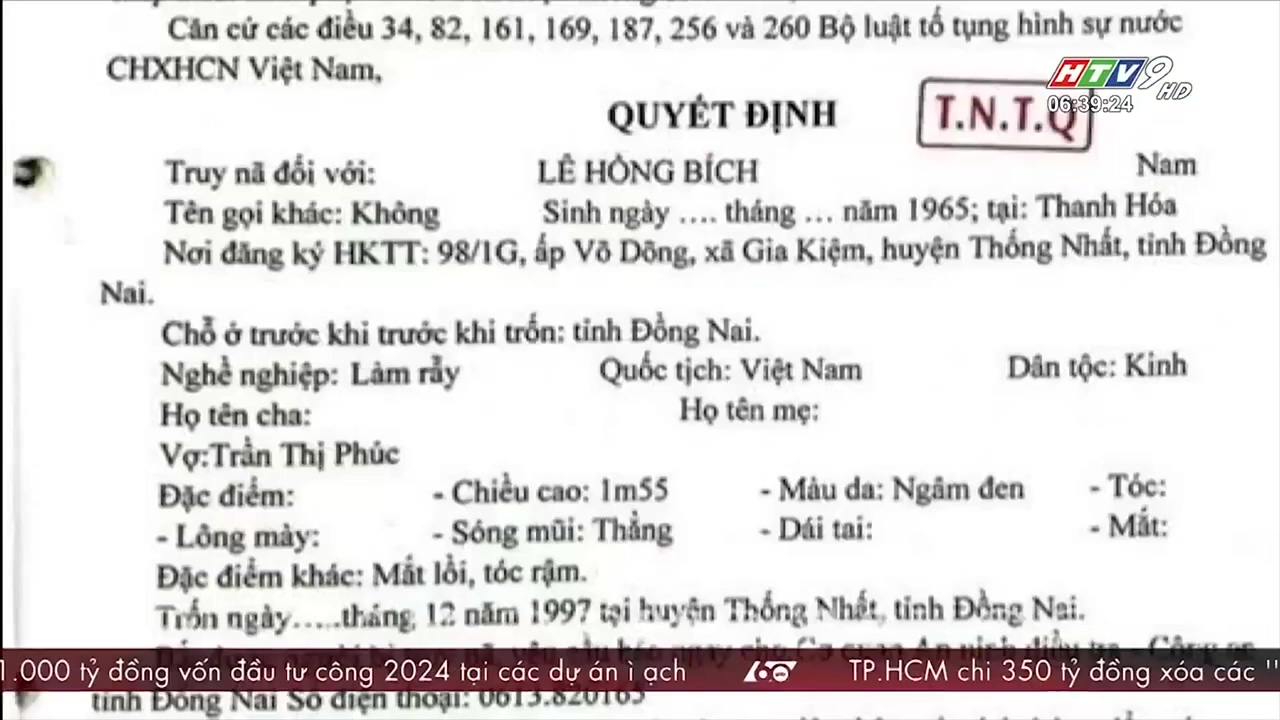 Căn cứ các điều 34, 82, 161, 169, 187, 256 và 260 Bộ luật tố tụng hình sự nước
CHXHCN Việt Nam,
HTV9 HD
06:39:24
QUYẾT ĐỊNH
T.N.T.Q
Truy nã đối với: LÊ HỒNG BÍCH Nam
Tên gọi khác: Không Sinh ngày .... tháng ... năm 1965; tại: Thanh Hóa
Nơi đăng ký HKTT: 98/1G, ấp Võ Dõng, xã Gia Kiệm, huyện Thống Nhất, tỉnh Đồng
Nai.
Chỗ ở trước khi trước khi trốn: tỉnh Đồng Nai.
Nghề nghiệp: Làm rẫy Quốc tịch: Việt Nam Dân tộc: Kinh
Họ tên cha: Họ tên mẹ:
Vợ:Trần Thị Phúc
Đặc điểm: - Chiều cao: 1m55 - Màu da: Ngâm đen - Tóc:
- Lông mày: - Sóng mũi: Thẳng - Dái tai: - Mắt:
Đặc điểm khác: Mắt lồi, tóc rậm.
Trốn ngày.....tháng 12 năm 1997 tại huyện Thống Nhất, tỉnh Đồng Nai.
1.000 tỷ đồng vốn đầu tư công 2024 tại các dự án ì ạch 60 TP.HCM chi 350 tỷ đồng xóa các "
tỉnh Đồng Nai Số điện thoại: 0613.820165